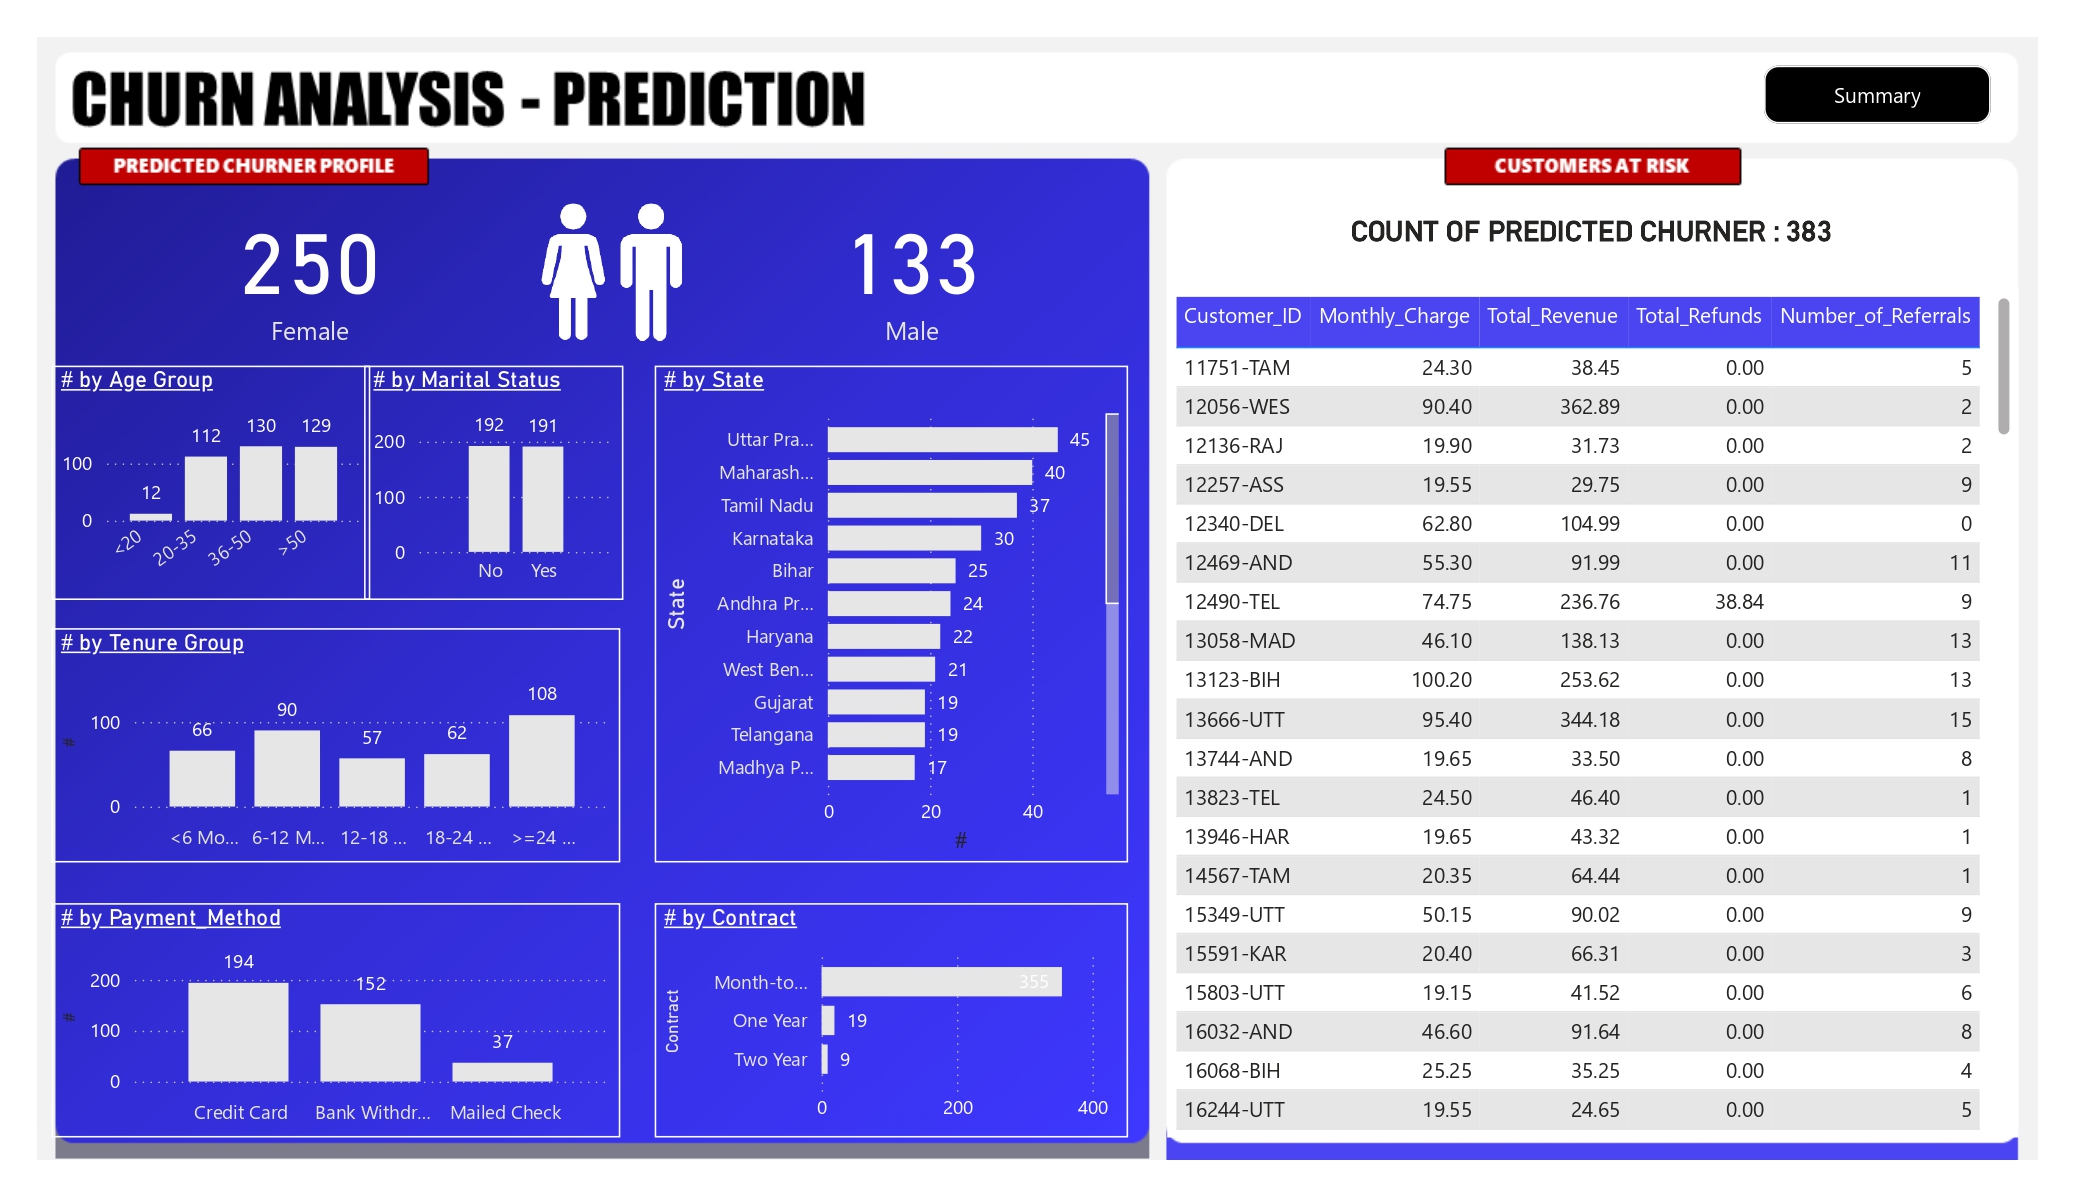 CHURN ANALYSIS - PREDICTION
Summary
PREDICTED CHURNER PROFILE
250
Female
133
Male
# by Age Group
100
0
12
112
130
129
<20
20-35
36-50
>50
# by Marital Status
200
100
0
192
191
No
Yes
# by State
State
Uttar Pra... 45
Maharash... 40
Tamil Nadu 37
Karnataka 30
Bihar 25
Andhra Pr... 24
Haryana 22
West Ben... 21
Gujarat 19
Telangana 19
Madhya P... 17
0 20 40
#
# by Tenure Group
#
100
0
66
90
57
62
108
<6 Mo... 6-12 M... 12-18 ... 18-24 ... >=24 ...
# by Payment_Method
#
200
100
0
194
152
37
Credit Card Bank Withdr... Mailed Check
# by Contract
Contract
Month-to... 355
One Year 19
Two Year 9
0 200 400
CUSTOMERS AT RISK
COUNT OF PREDICTED CHURNER : 383
Customer_ID Monthly_Charge Total_Revenue Total_Refunds Number_of_Referrals
11751-TAM 24.30 38.45 0.00 5
12056-WES 90.40 362.89 0.00 2
12136-RAJ 19.90 31.73 0.00 2
12257-ASS 19.55 29.75 0.00 9
12340-DEL 62.80 104.99 0.00 0
12469-AND 55.30 91.99 0.00 11
12490-TEL 74.75 236.76 38.84 9
13058-MAD 46.10 138.13 0.00 13
13123-BIH 100.20 253.62 0.00 13
13666-UTT 95.40 344.18 0.00 15
13744-AND 19.65 33.50 0.00 8
13823-TEL 24.50 46.40 0.00 1
13946-HAR 19.65 43.32 0.00 1
14567-TAM 20.35 64.44 0.00 1
15349-UTT 50.15 90.02 0.00 9
15591-KAR 20.40 66.31 0.00 3
15803-UTT 19.15 41.52 0.00 6
16032-AND 46.60 91.64 0.00 8
16068-BIH 25.25 35.25 0.00 4
16244-UTT 19.55 24.65 0.00 5